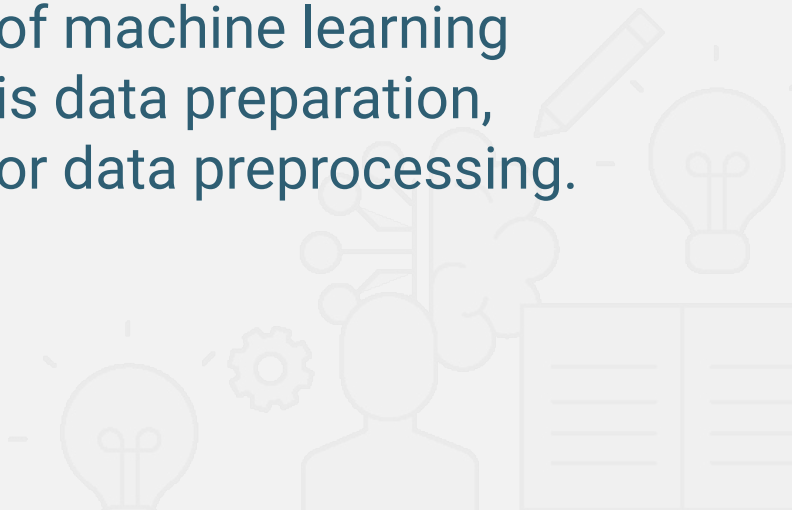 of machine learning
is data preparation,
or data preprocessing.